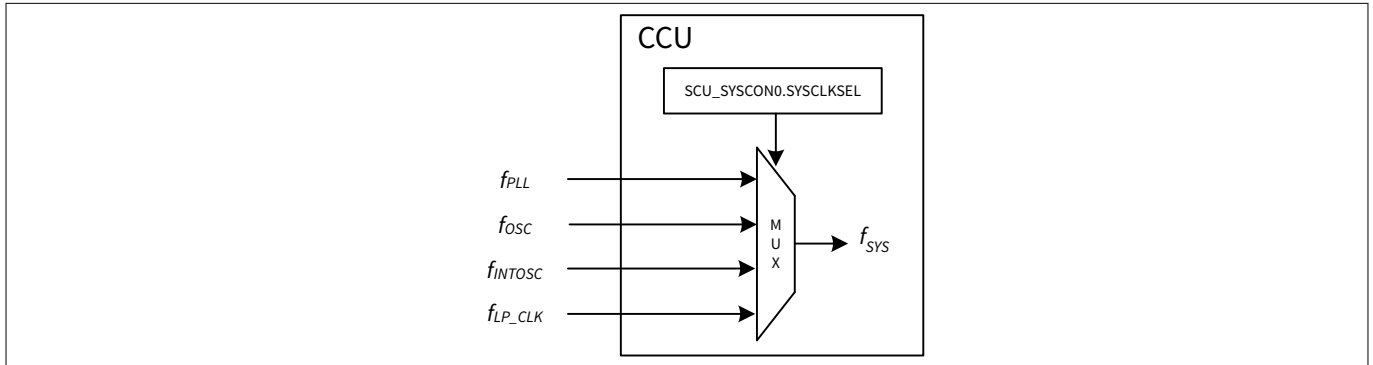 CCU
SCU_SYSCON0.SYSCLKSEL
fPLL
fOSC
fINTOSC
fLP_CLK
M
U
X
fSYS